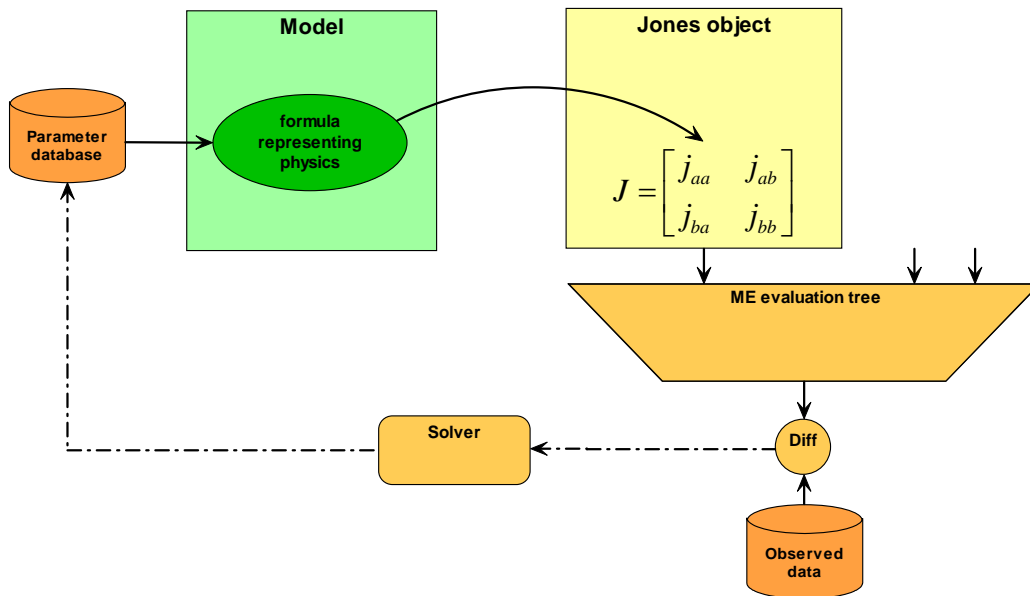 Model
Jones object
formula
representing
physics
Parameter
database
J = [j_aa j_ab
j_ba j_bb]
ME evaluation tree
Solver
Diff
Observed
data